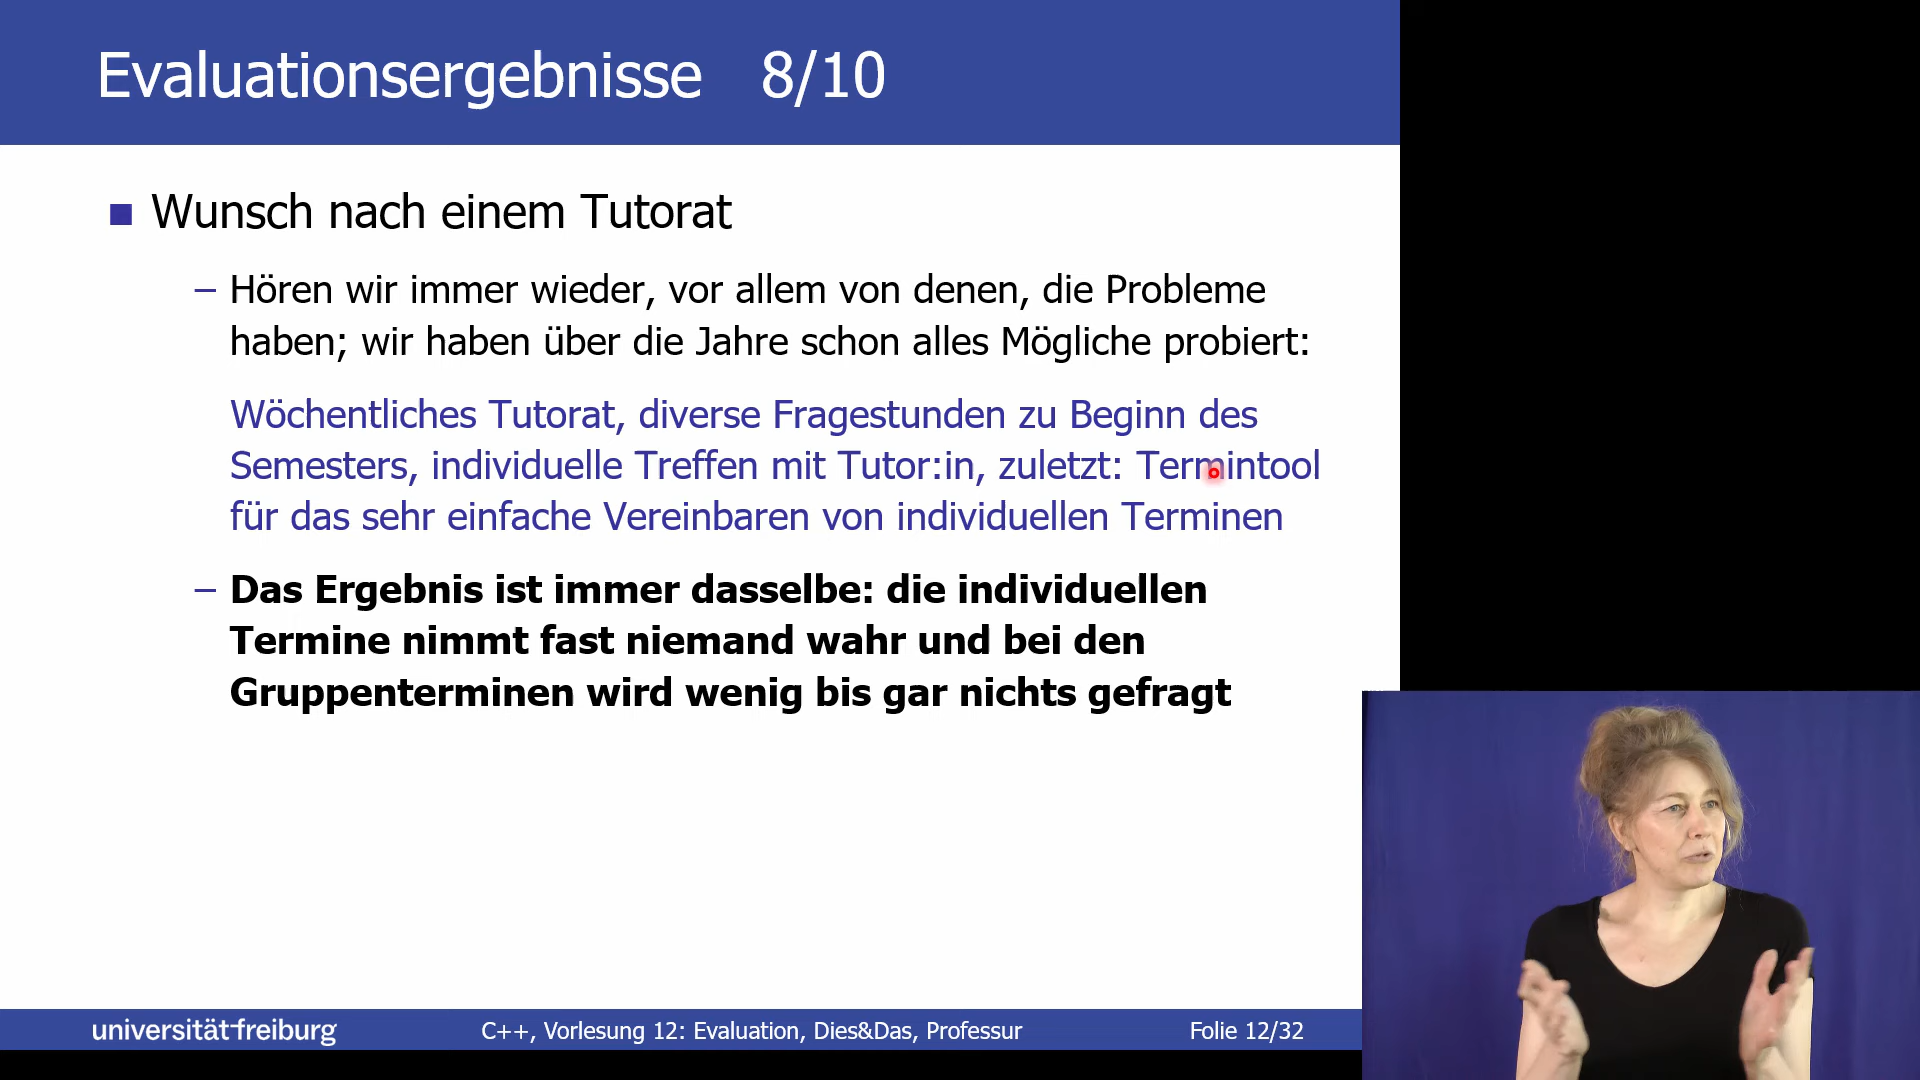 Evaluationsergebnisse 8/10
Wunsch nach einem Tutorat
– Hören wir immer wieder, vor allem von denen, die Probleme
haben; wir haben über die Jahre schon alles Mögliche probiert:
Wöchentliches Tutorat, diverse Fragestunden zu Beginn des
Semesters, individuelle Treffen mit Tutor:in, zuletzt: Termintool
für das sehr einfache Vereinbaren von individuellen Terminen
– Das Ergebnis ist immer dasselbe: die individuellen
Termine nimmt fast niemand wahr und bei den
Gruppenterminen wird wenig bis gar nichts gefragt
universität freiburg
C++, Vorlesung 12: Evaluation, Dies&Das, Professur
Folie 12/32